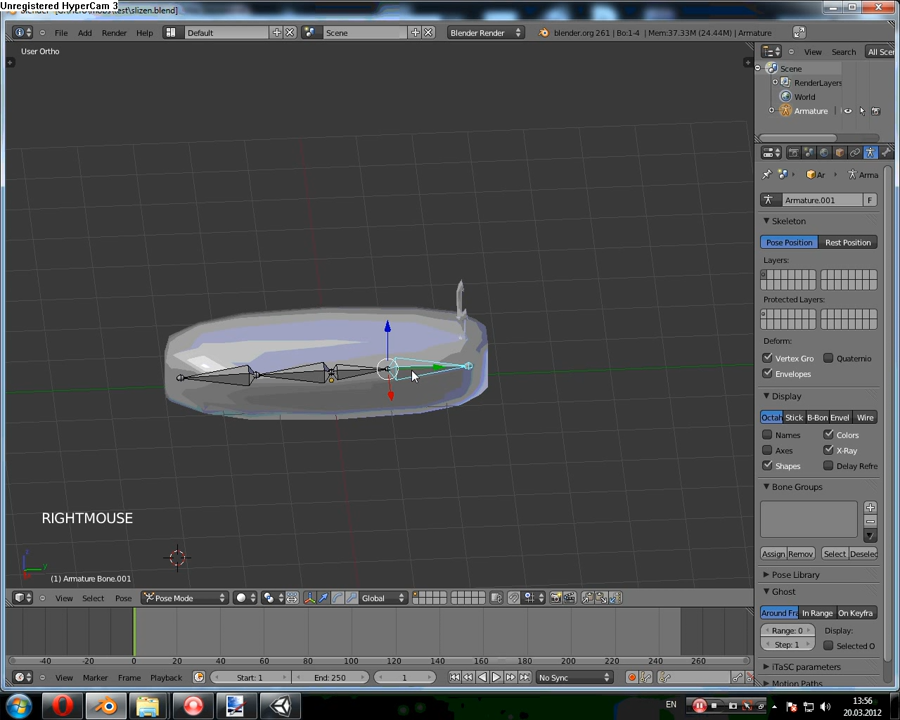 Unregistered HyperCam 3
slizen.blend]
File Add Render Help Default Scene Blender Render blender.org 261 | Bo:1-4 | Mem:37.33M (24.44M) | Armature
User Ortho
View Search All Sce
Scene
RenderLayers
World
Armature
Ar Arma
Armature.001 F
Skeleton
Pose Position Rest Position
Layers:
Protected Layers:
Deform:
Vertex Gro Quaternio
Envelopes
Display
Octah Stick B-Bon Envel Wire
Names Colors
Axes X-Ray
Shapes Delay Refre
Bone Groups
Assign Remov Select Deselec
Pose Library
Ghost
Around Fra In Range On Keyfra
Range: 0 Display:
Step: 1 Selected O
iTaSC parameters
Motion Paths
RIGHTMOUSE
(1) Armature Bone.001
View Select Pose Pose Mode Global
-40 -20 0 20 40 60 80 100 120 140 160 180 200 220 240 260
View Marker Frame Playback Start: 1 End: 250 1 No Sync
EN
13:56
20.03.2012